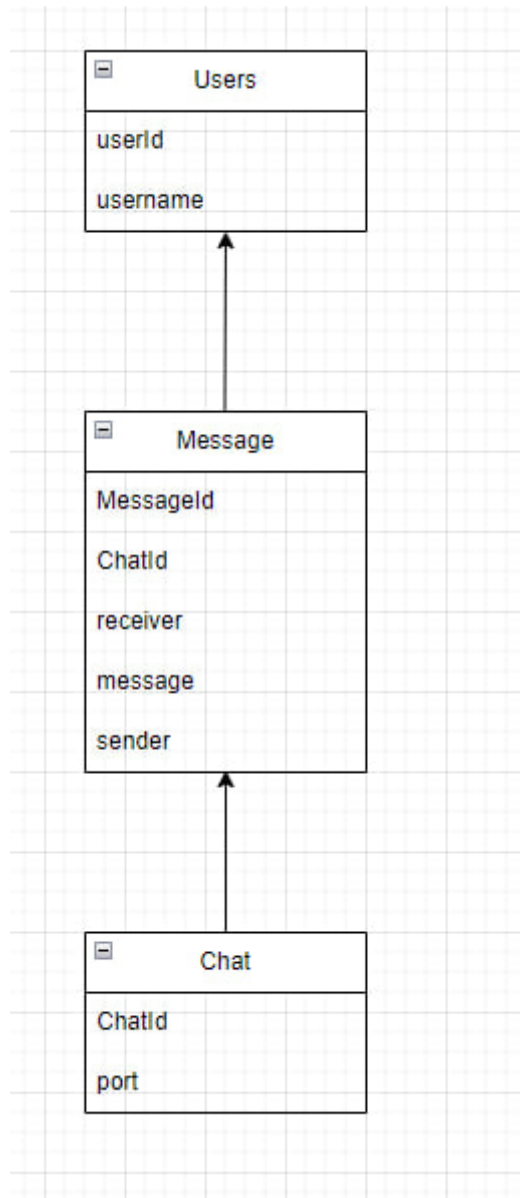 Users
userId
username
Message
MessageId
ChatId
receiver
message
sender
Chat
ChatId
port